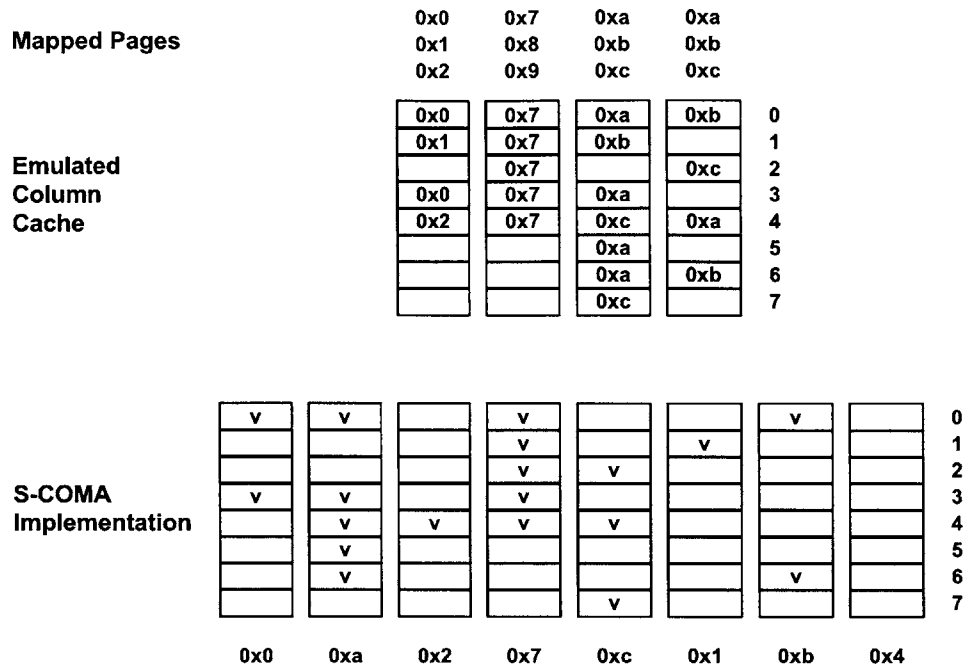 0x0 0x7 0xa 0xa
Mapped Pages 0x1 0x8 0xb 0xb
0x2 0x9 0xc 0xc
0x0 0x7 0xa 0xb 0
0x1 0x7 0xb 1
Emulated 0x7 0xc 2
Column 0x0 0x7 0xa 3
Cache 0x2 0x7 0xc 0xa 4
0xa 5
0xa 0xb 6
0xc 7
v v v v 0
v v 1
v v 2
S-COMA v v v 3
Implementation v v v v 4
v 5
v v 6
v 7
0x0 0xa 0x2 0x7 0xc 0x1 0xb 0x4